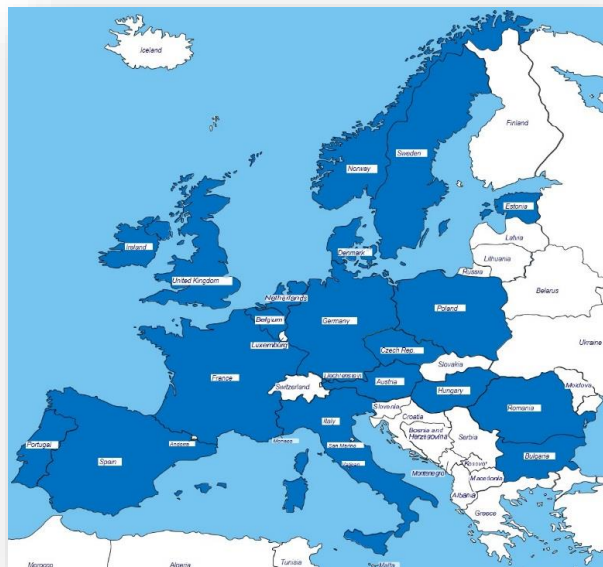 Iceland
Finland
Norway
Sweden
Estonia
Latvia
Lithuania
Russia
Belarus
Ireland
Denmark
United Kingdom
Netherlands
Belgium
Germany
Poland
Luxemburg
Czech Rep.
Ukraine
Slovakia
France
Switzerland
Austria
Hungary
Moldova
Slovenia
Croatia
Romania
Italy
Bosnia and
Herzegovina
Serbia
Portugal
Spain
Andorra
Monaco
San Marino
Kosovo
Bulgaria
Montenegro
Macedonia
Albania
Greece
Morocco
Algeria
Tunisia
Malta